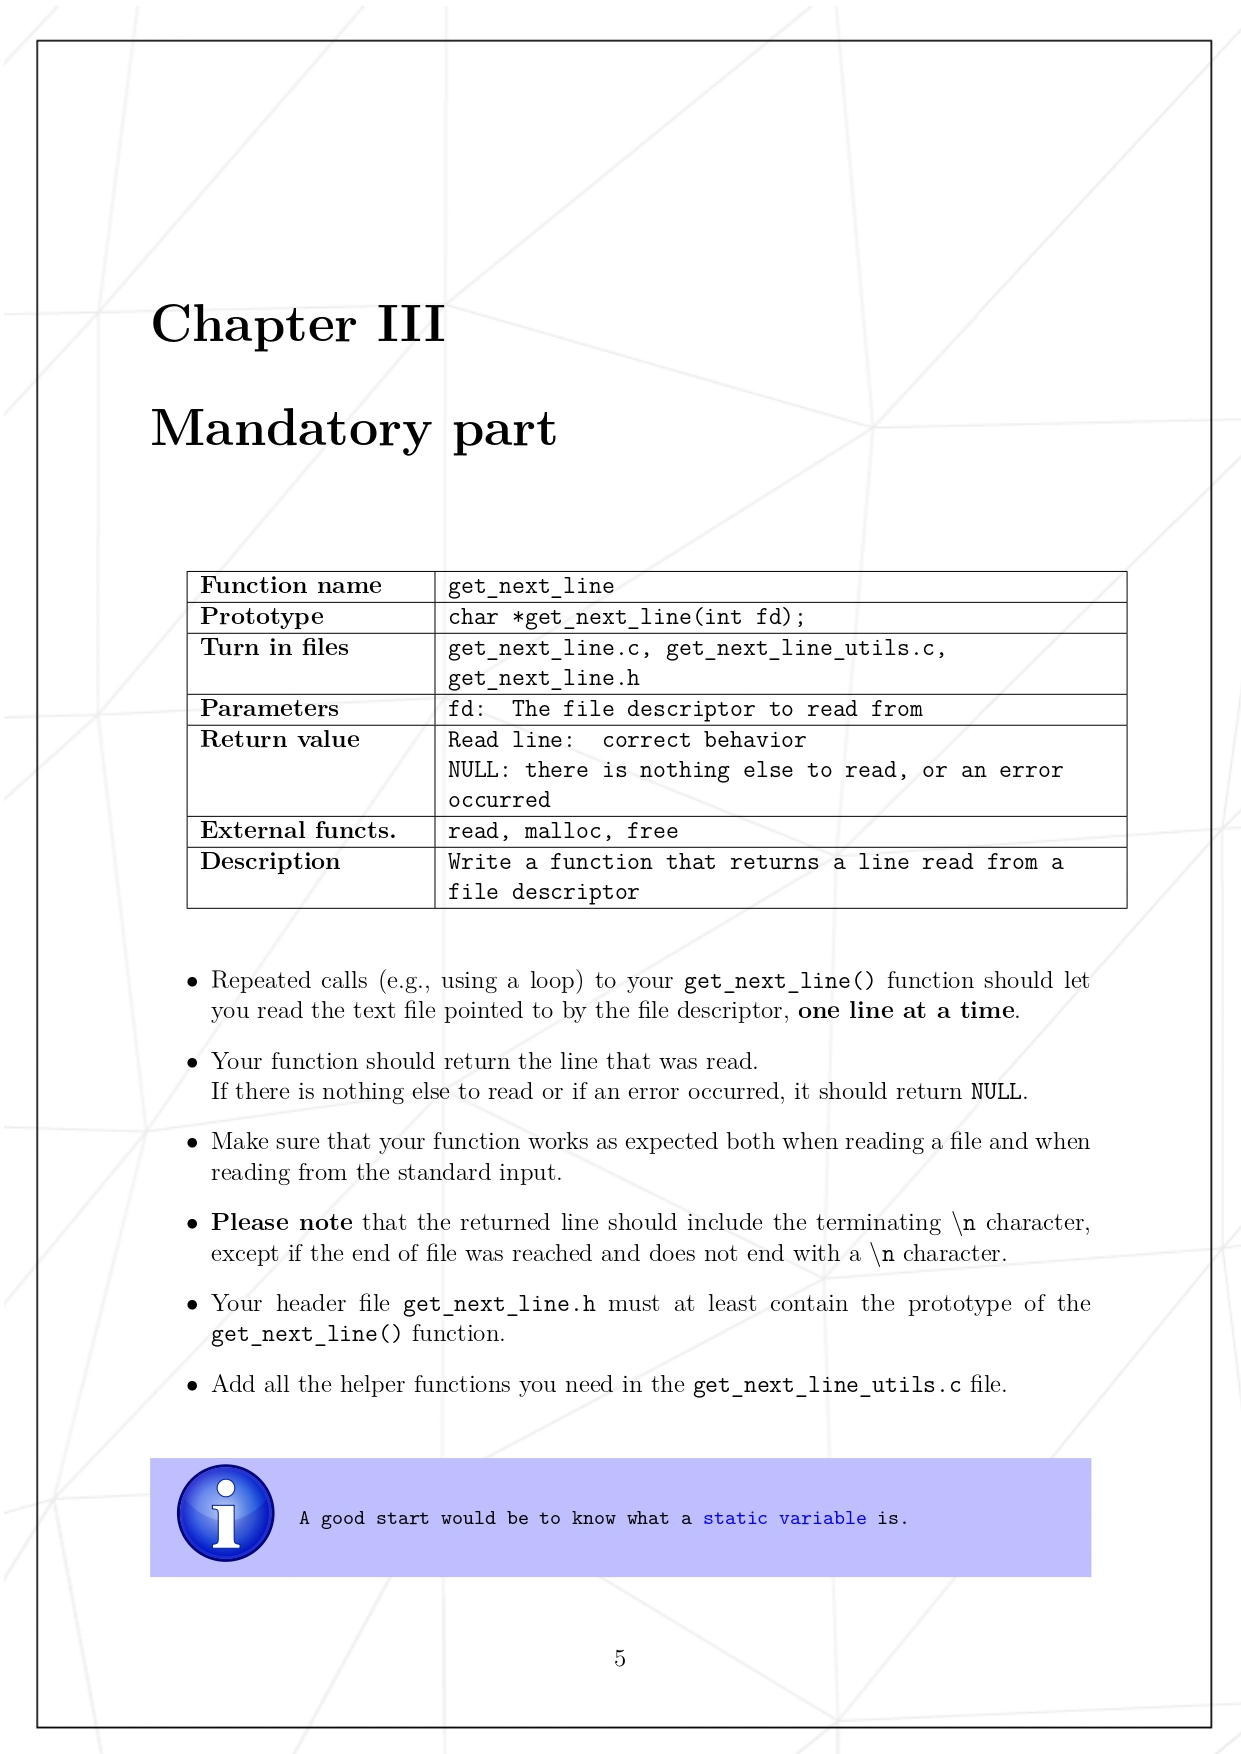 Chapter III
Mandatory part
Function name get_next_line
Prototype char *get_next_line(int fd);
Turn in files get_next_line.c, get_next_line_utils.c,
get_next_line.h
Parameters fd: The file descriptor to read from
Return value Read line: correct behavior
NULL: there is nothing else to read, or an error
occurred
External functs. read, malloc, free
Description Write a function that returns a line read from a
file descriptor
• Repeated calls (e.g., using a loop) to your get_next_line() function should let
you read the text file pointed to by the file descriptor, one line at a time.
• Your function should return the line that was read.
If there is nothing else to read or if an error occurred, it should return NULL.
• Make sure that your function works as expected both when reading a file and when
reading from the standard input.
• Please note that the returned line should include the terminating \n character,
except if the end of file was reached and does not end with a \n character.
• Your header file get_next_line.h must at least contain the prototype of the
get_next_line() function.
• Add all the helper functions you need in the get_next_line_utils.c file.
A good start would be to know what a static variable is.
5